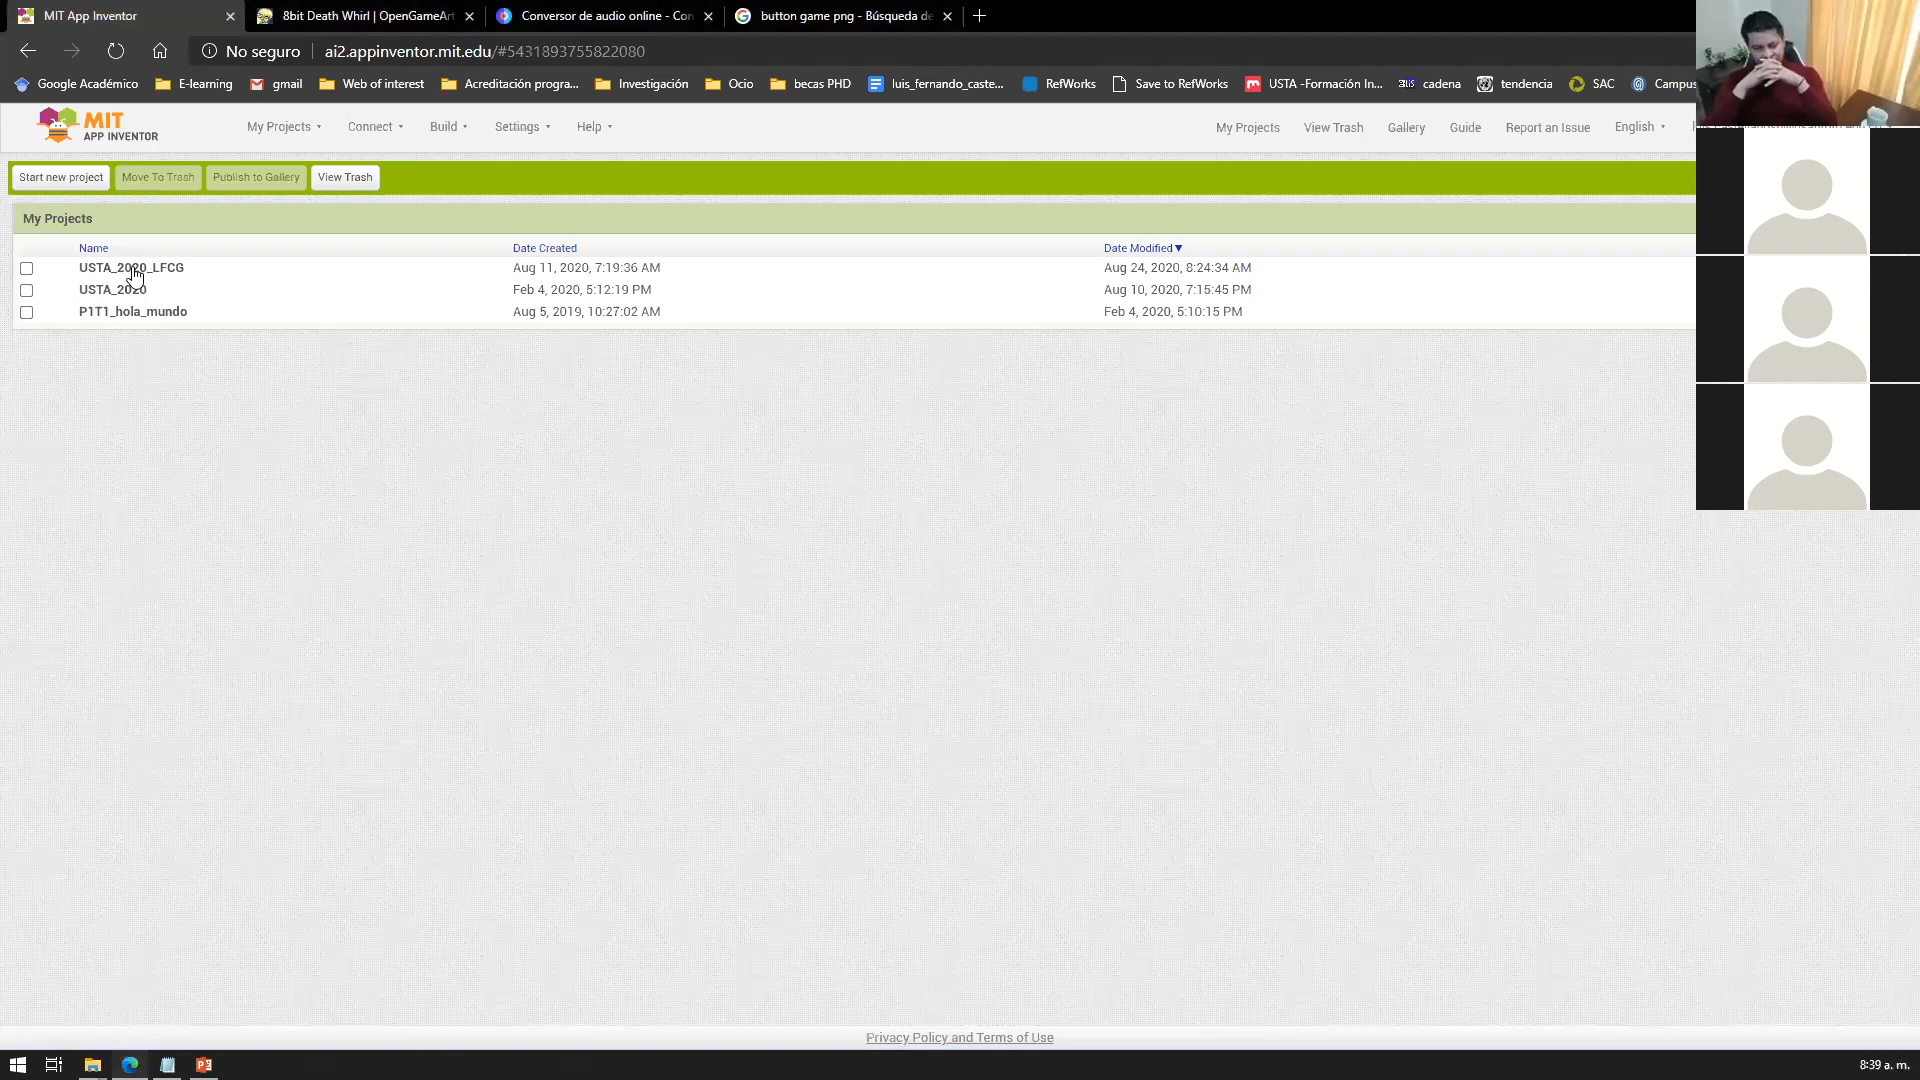 MIT App Inventor
8bit Death Whirl | OpenGameArt
Conversor de audio online - Con
button game png - Búsqueda de
No seguro
ai2.appinventor.mit.edu/#5431893755822080
Google Académico
E-learning
gmail
Web of interest
Acreditación progra...
Investigación
Ocio
becas PHD
luis_fernando_caste...
RefWorks
Save to RefWorks
USTA -Formación In...
cadena
tendencia
SAC
Campus
MIT
APP INVENTOR
My Projects
Connect
Build
Settings
Help
My Projects
View Trash
Gallery
Guide
Report an Issue
English
Start new project
Move To Trash
Publish to Gallery
View Trash
My Projects
Name Date Created Date Modified
USTA_2020_LFCG Aug 11, 2020, 7:19:36 AM Aug 24, 2020, 8:24:34 AM
USTA_2020 Feb 4, 2020, 5:12:19 PM Aug 10, 2020, 7:15:45 PM
P1T1_hola_mundo Aug 5, 2019, 10:27:02 AM Feb 4, 2020, 5:10:15 PM
Privacy Policy and Terms of Use
8:39 a. m.